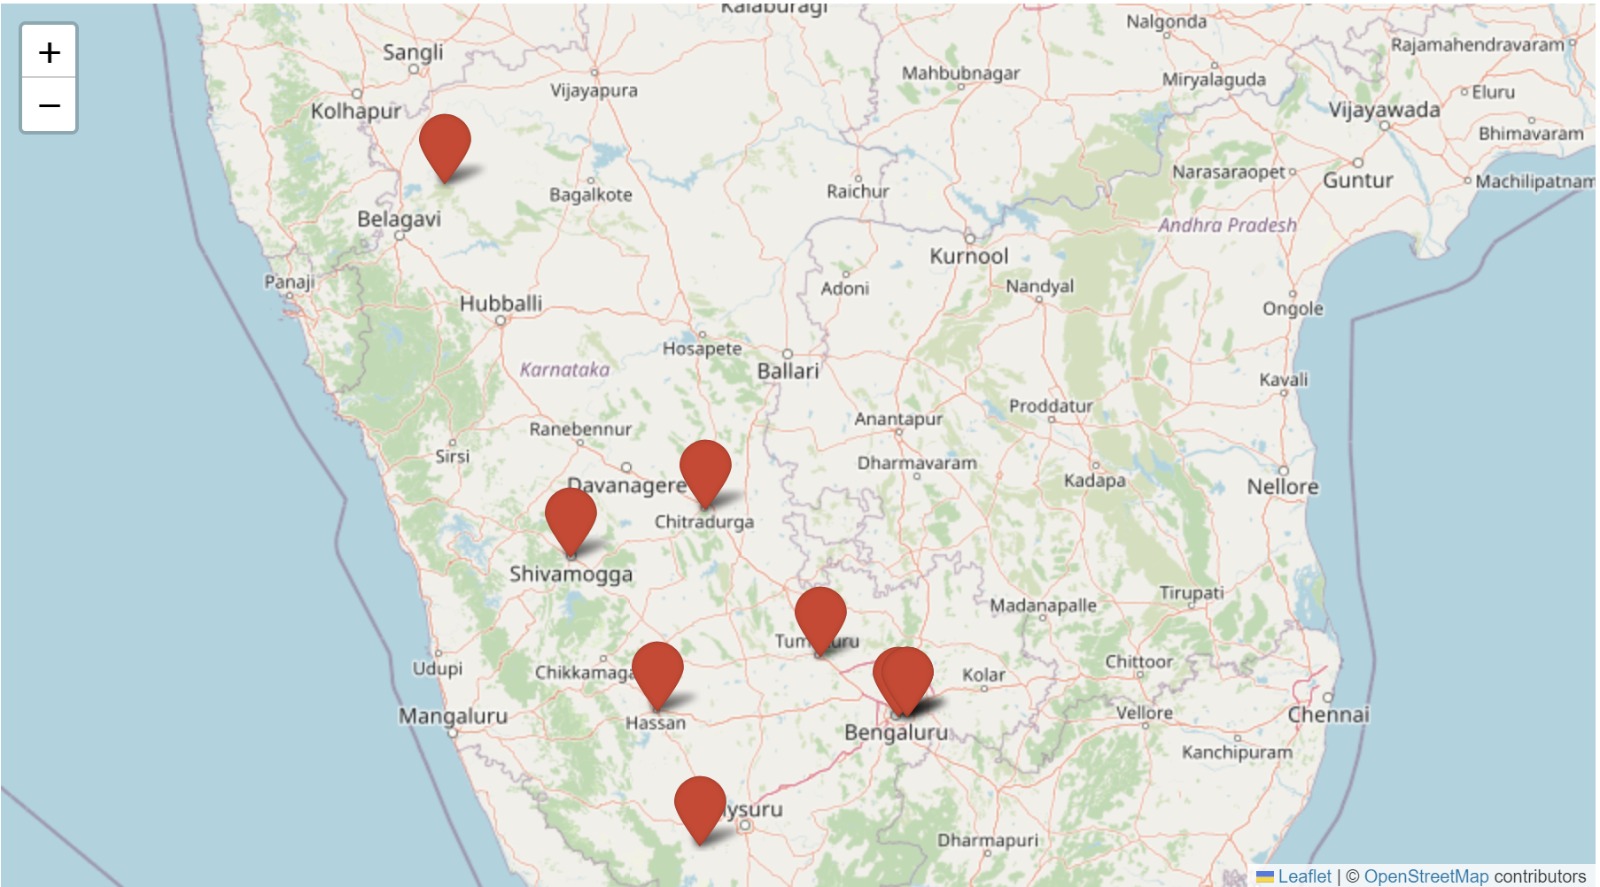 Kalaburagi
Nalgonda
+
Sangli
Rajamahendravaram
Mahbubnagar
Miryalaguda
Vijayapura
Eluru
−
Kolhapur
Vijayawada
Bhimavaram
Narasaraopet
Guntur
Machilipatnam
Bagalkote
Raichur
Belagavi
Andhra Pradesh
Kurnool
Panaji
Adoni
Nandyal
Hubballi
Ongole
Hosapete
Karnataka
Ballari
Kavali
Proddatur
Anantapur
Ranebennur
Sirsi
Dharmavaram
Kadapa
Davanagere
Nellore
Chitradurga
Shivamogga
Tirupati
Madanapalle
Tum uru
Chittoor
Udupi
Chikkamaga
Kolar
Mangaluru
Hassan
Vellore
Chennai
Bengaluru
Kanchipuram
ysuru
Dharmapuri
Leaflet | © OpenStreetMap contributors